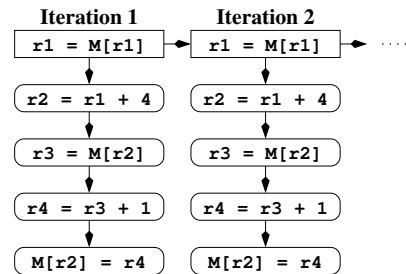 Iteration 1 Iteration 2
r1 = M[r1] r1 = M[r1] ....
r2 = r1 + 4 r2 = r1 + 4
r3 = M[r2] r3 = M[r2]
r4 = r3 + 1 r4 = r3 + 1
M[r2] = r4 M[r2] = r4